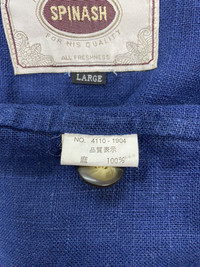 SPINASH
FOR HIS QUALITY
ALL FRESHNESS
LARGE
NO. 4110-1904
品質表示
麻 100%